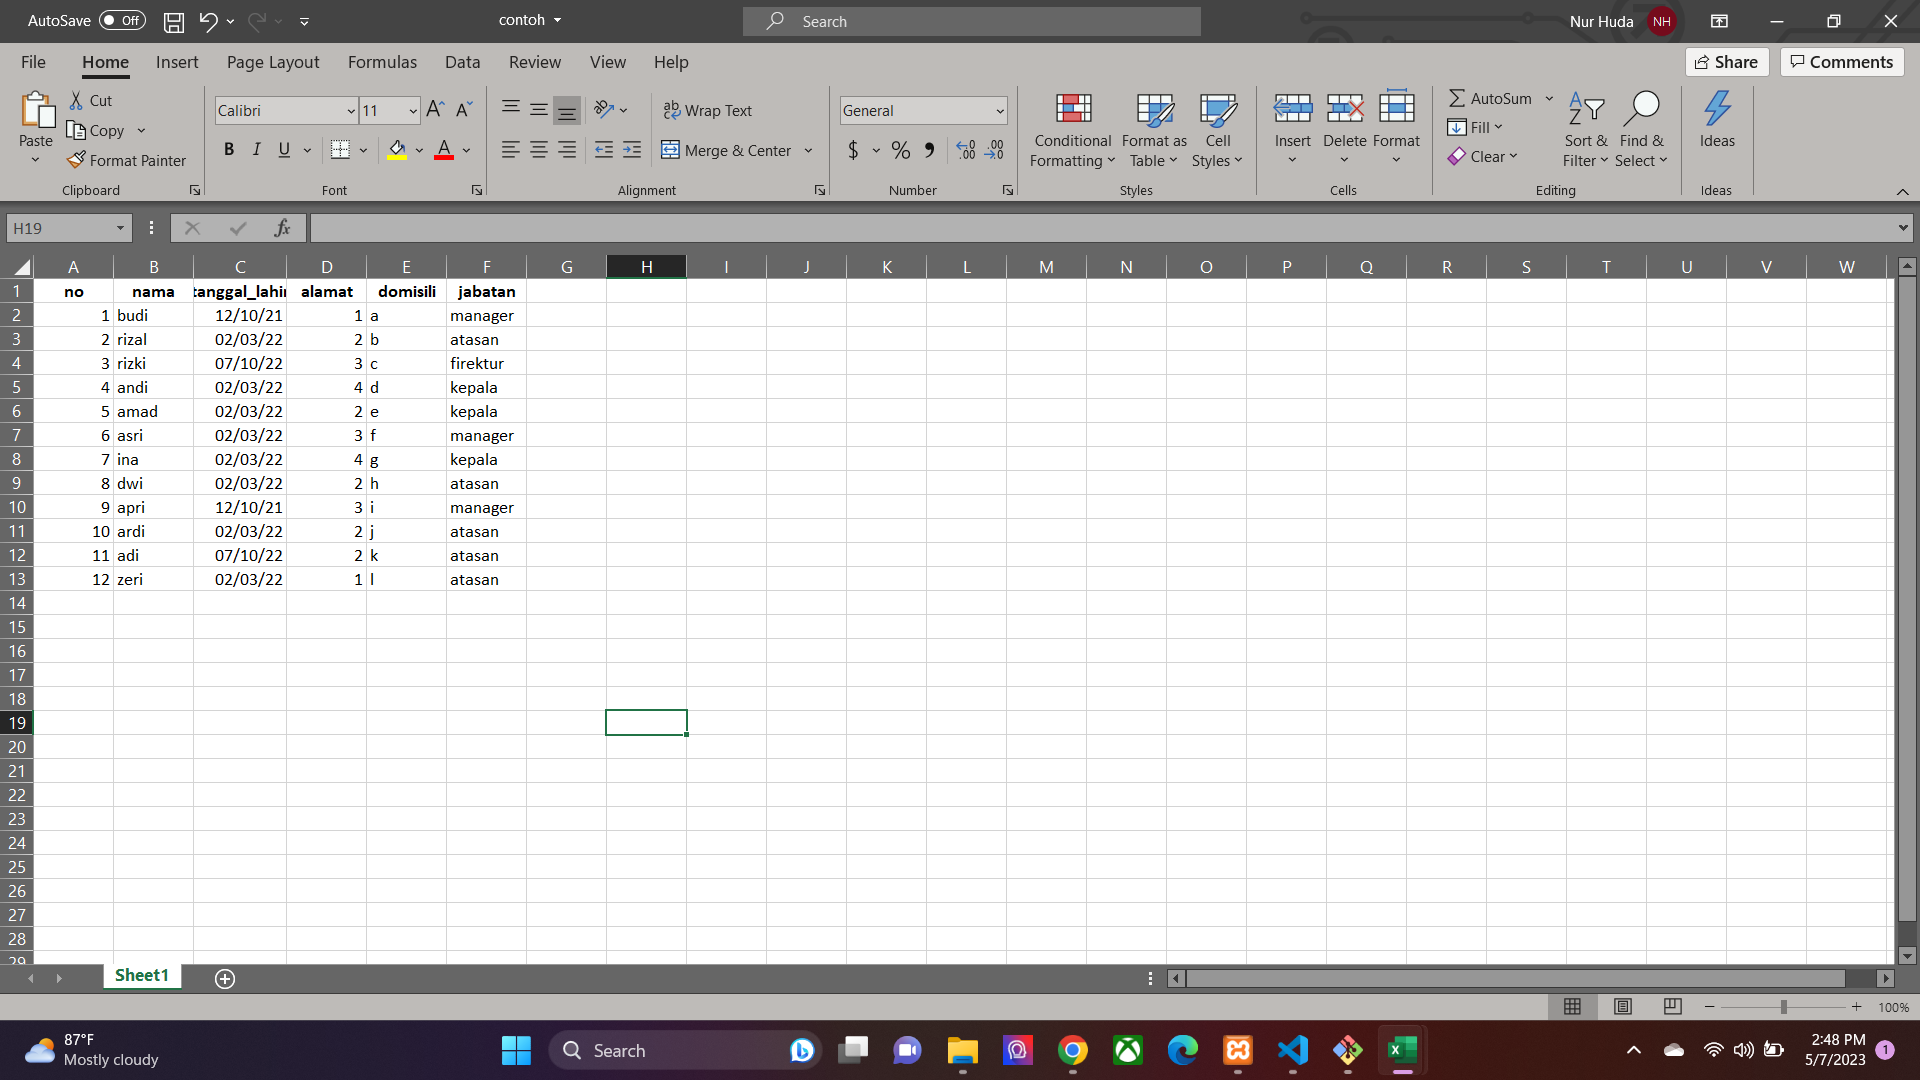 AutoSave Off contoh Search Nur Huda NH
File Home Insert Page Layout Formulas Data Review View Help Share Comments
Paste Cut Copy Format Painter Clipboard
Calibri 11 B I U A Font
ab Wrap Text Merge & Center Alignment
General $ % Number
Conditional Formatting Format as Table Cell Styles Styles
Insert Delete Format Cells
AutoSum Fill Clear Sort & Filter Find & Select Editing
Ideas Ideas
H19 fx
A B C D E F G H I J K L M N O P Q R S T U V W
1 no nama tanggal_lahir alamat domisili jabatan
2 1 budi 12/10/21 1 a manager
3 2 rizal 02/03/22 2 b atasan
4 3 rizki 07/10/22 3 c firektur
5 4 andi 02/03/22 4 d kepala
6 5 amad 02/03/22 2 e kepala
7 6 asri 02/03/22 3 f manager
8 7 ina 02/03/22 4 g kepala
9 8 dwi 02/03/22 2 h atasan
10 9 apri 12/10/21 3 i manager
11 10 ardi 02/03/22 2 j atasan
12 11 adi 07/10/22 2 k atasan
13 12 zeri 02/03/22 1 l atasan
14
15
16
17
18
19
20
21
22
23
24
25
26
27
28
29
Sheet1
100%
87°F
Mostly cloudy
Search
2:48 PM
5/7/2023 1